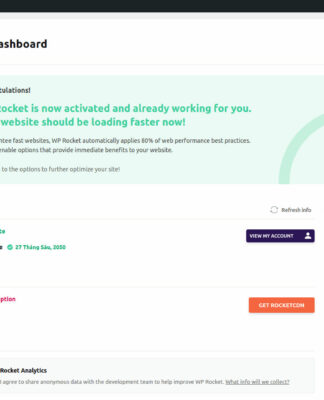 ashboard
tulations!
ocket is now activated and already working for you.
website should be loading faster now!
ntee fast websites, WP Rocket automatically applies 80% of web performance best practices.
enable options that provide immediate benefits to your website.
to the options to further optimize your site!
Refresh info
VIEW MY ACCOUNT
27 Tháng Sáu, 2050
ption
GET ROCKETCDN
Rocket Analytics
I agree to share anonymous data with the development team to help improve WP Rocket. What info will we collect?